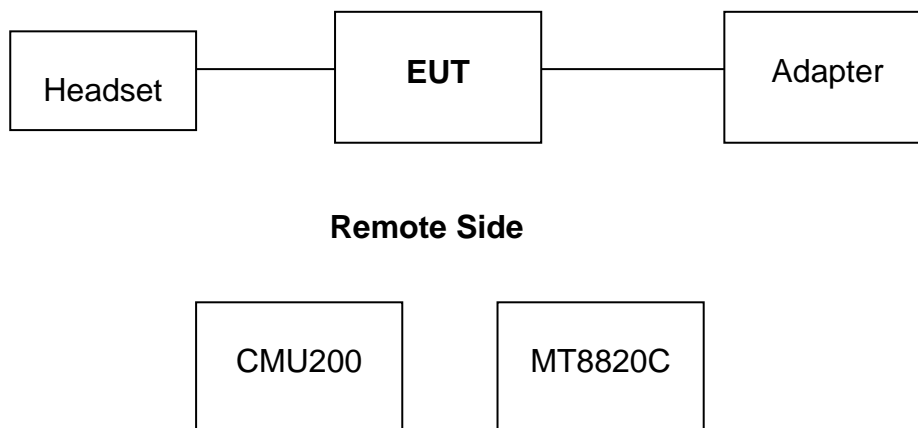 Headset
EUT
Adapter
Remote Side
CMU200
MT8820C